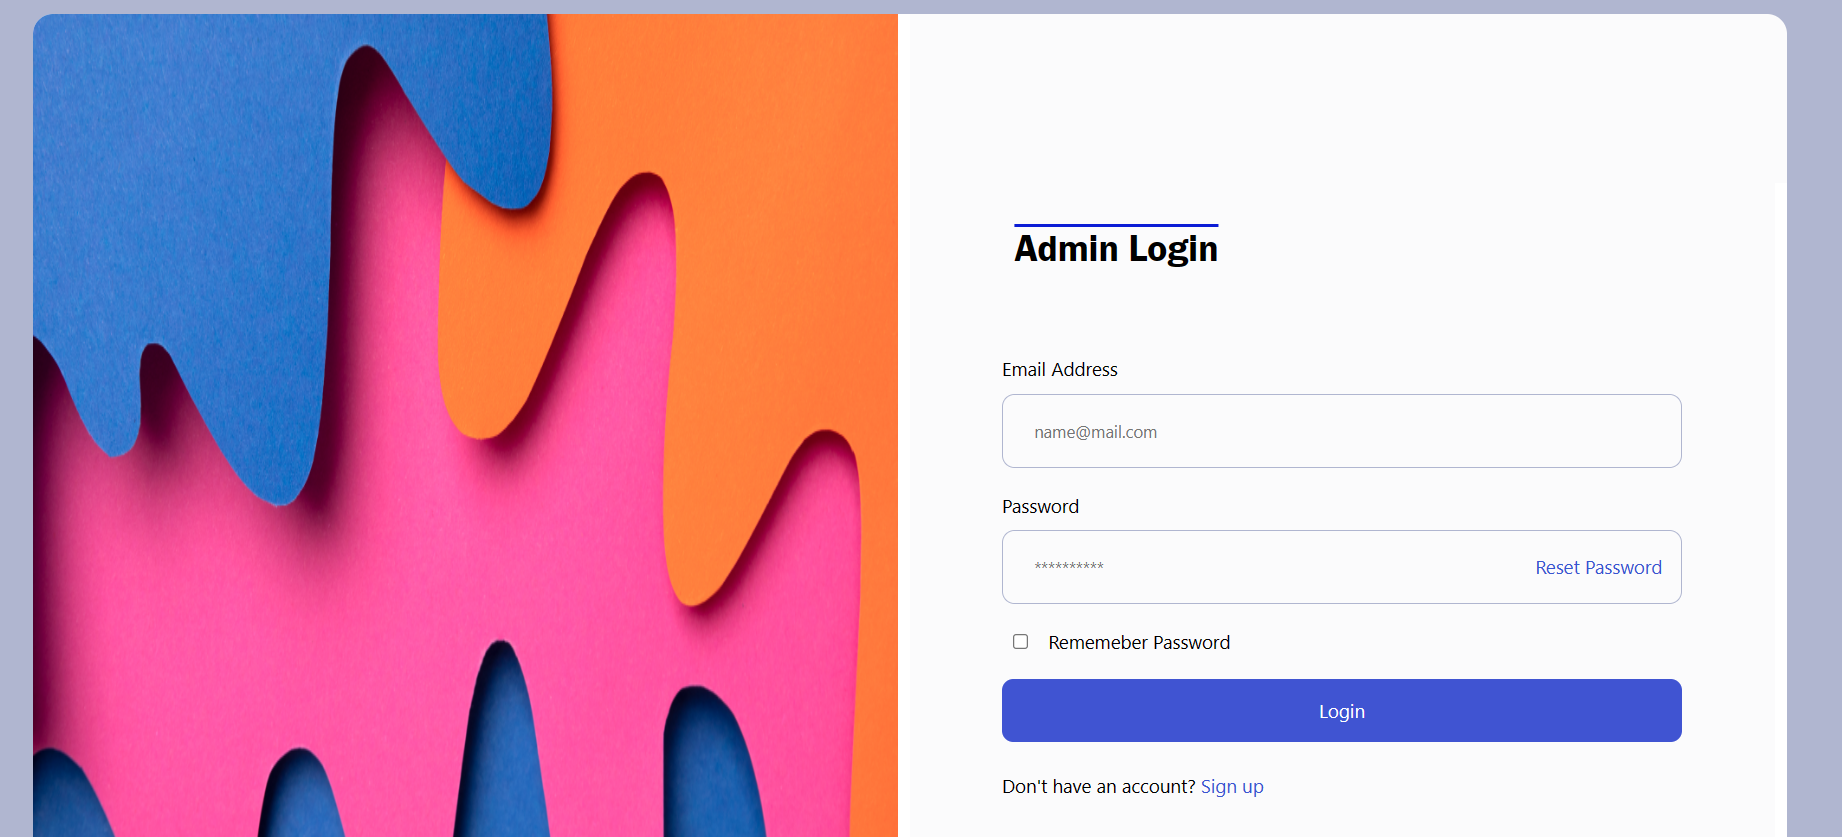 Admin Login
Email Address
name@mail.com
Password
**********
Reset Password
Rememeber Password
Login
Don't have an account? Sign up